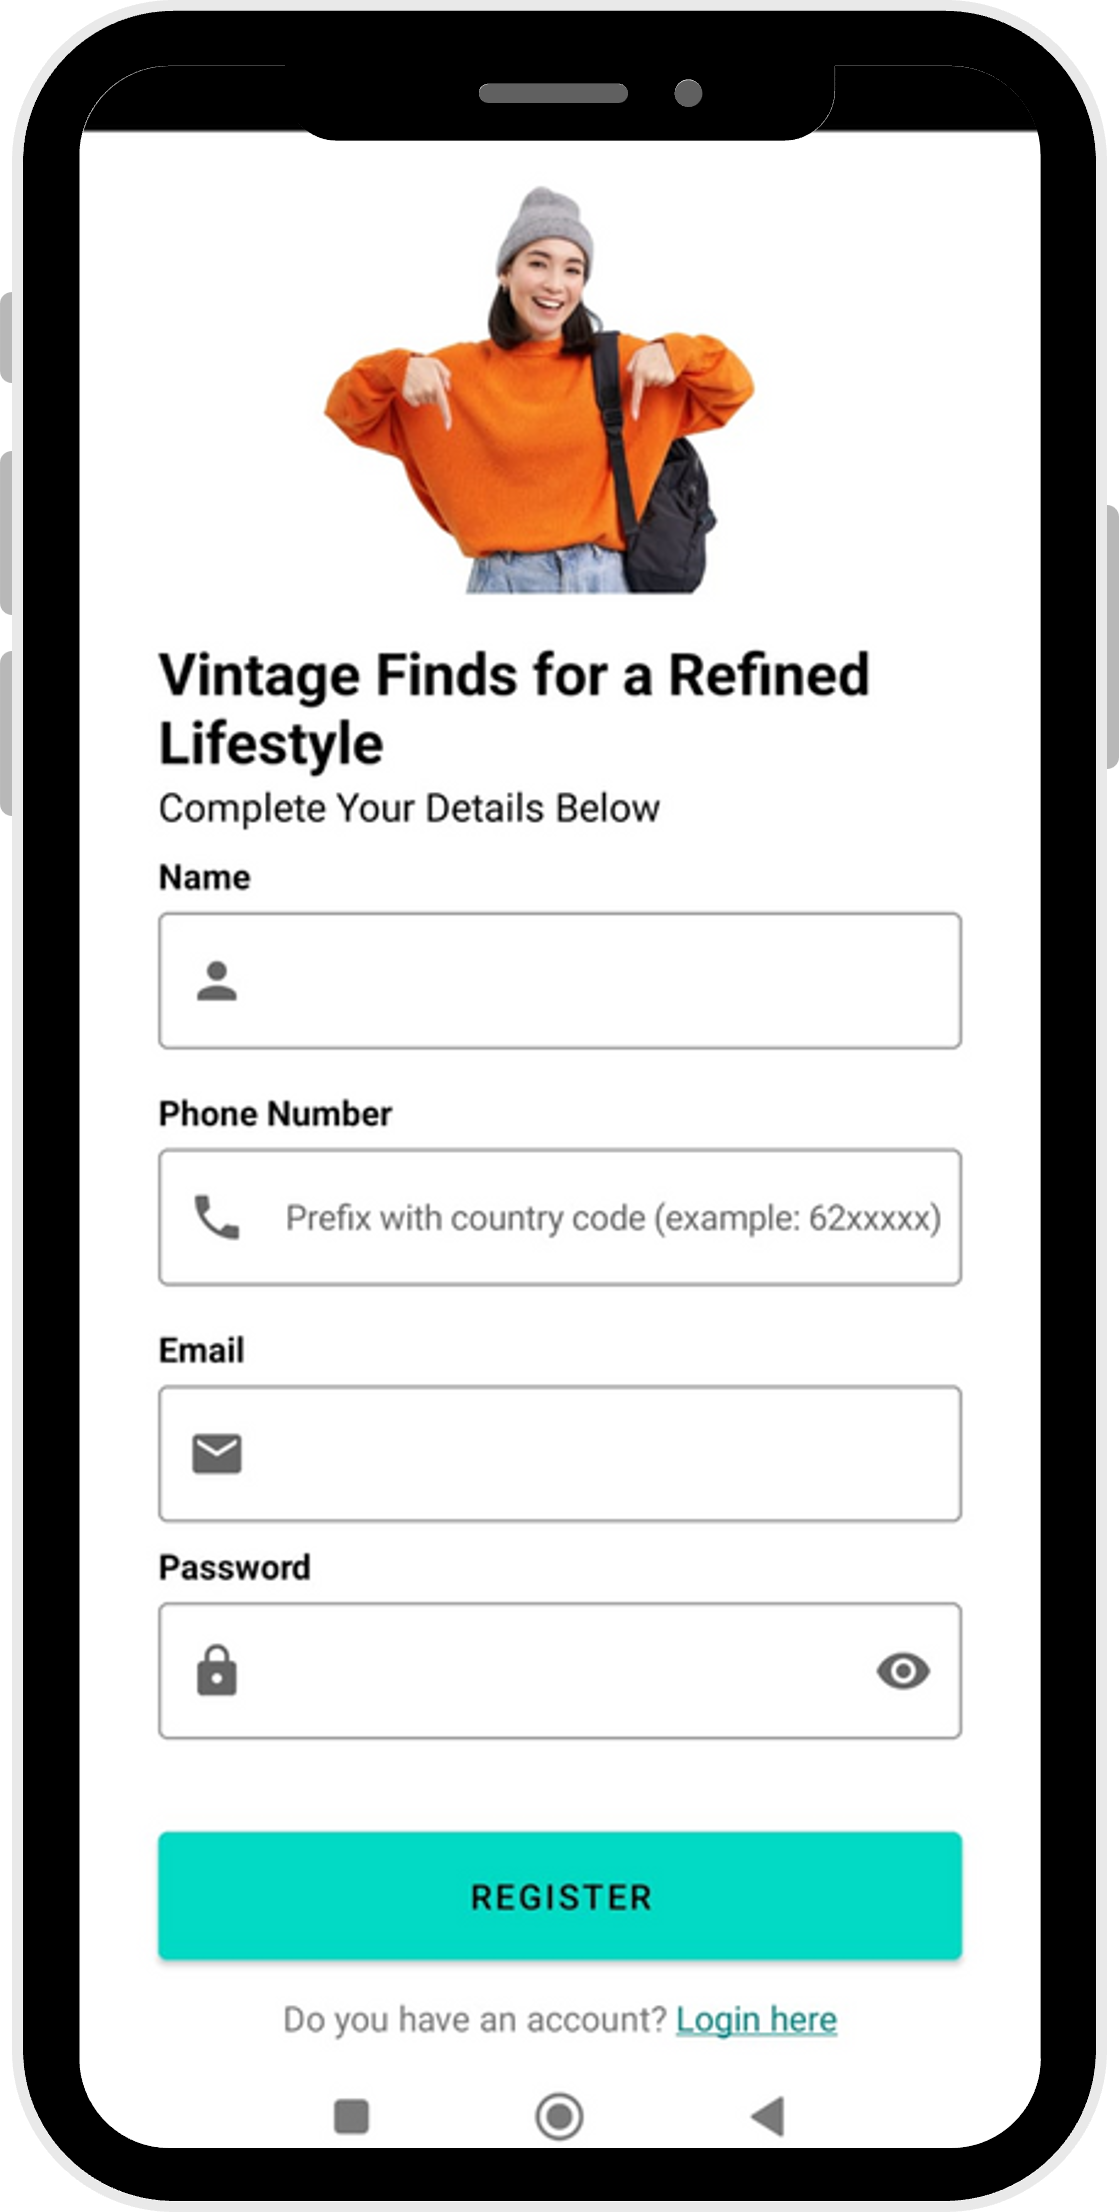 Vintage Finds for a Refined
Lifestyle
Complete Your Details Below
Name
Phone Number
Prefix with country code (example: 62xxxxx)
Email
Password
REGISTER
Do you have an account? Login here